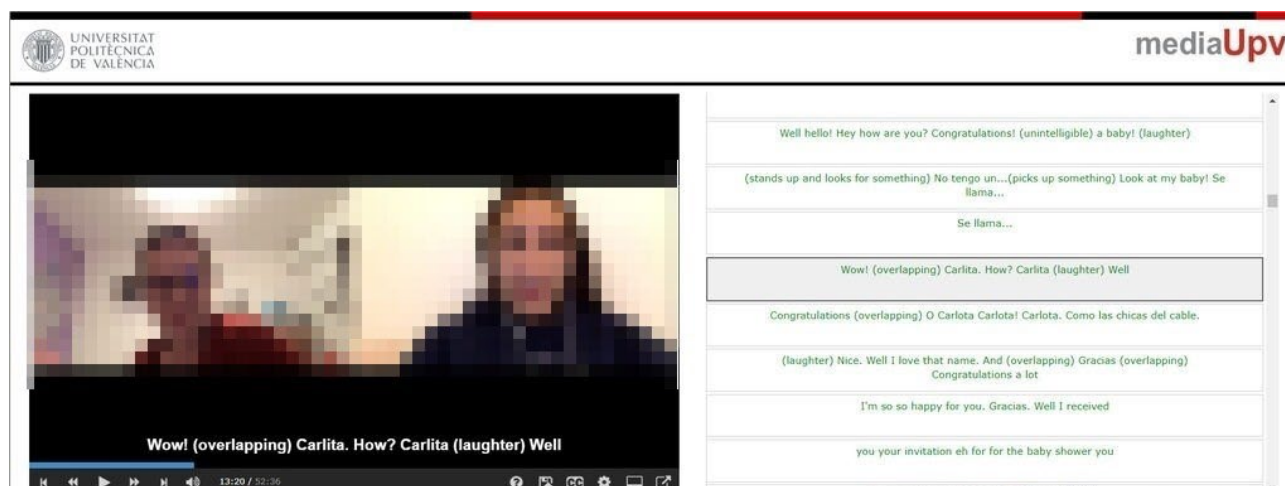 UNIVERSITAT
POLITÈCNICA
DE VALÈNCIA
mediaUpv
Wow! (overlapping) Carlita. How? Carlita (laughter) Well
13:20 / 52:36
CC
Well hello! Hey how are you? Congratulations! (unintelligible) a baby! (laughter)
(stands up and looks for something) No tengo un...(picks up something) Look at my baby! Se
llama...
Se llama...
Wow! (overlapping) Carlita. How? Carlita (laughter) Well
Congratulations (overlapping) O Carlota Carlota! Carlota. Como las chicas del cable.
(laughter) Nice. Well I love that name. And (overlapping) Gracias (overlapping)
Congratulations a lot
I'm so so happy for you. Gracias. Well I received
you your invitation eh for for the baby shower you